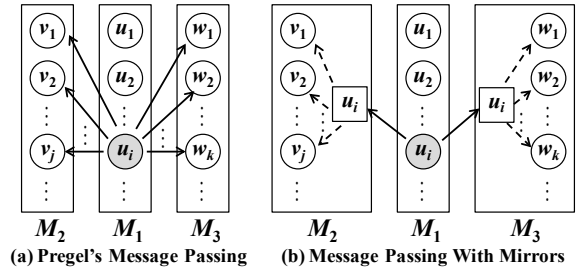 v1 u1 w1 v1 u1 w1
v2 u2 w2 v2 u2 w2
ui ui
vj ui wk vj ui wk
M2 M1 M3 M2 M1 M3
(a) Pregel's Message Passing (b) Message Passing With Mirrors